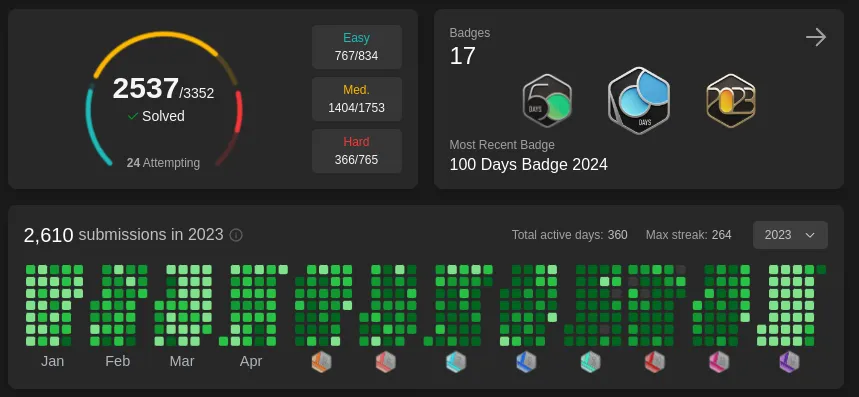 Easy
767/834
2537/3352
Solved
Med.
1404/1753
Hard
366/765
24 Attempting
Badges
17
50
DAYS
100
DAYS
2023
Most Recent Badge
100 Days Badge 2024
2,610 submissions in 2023
Total active days: 360
Max streak: 264
2023
Jan
Feb
Mar
Apr